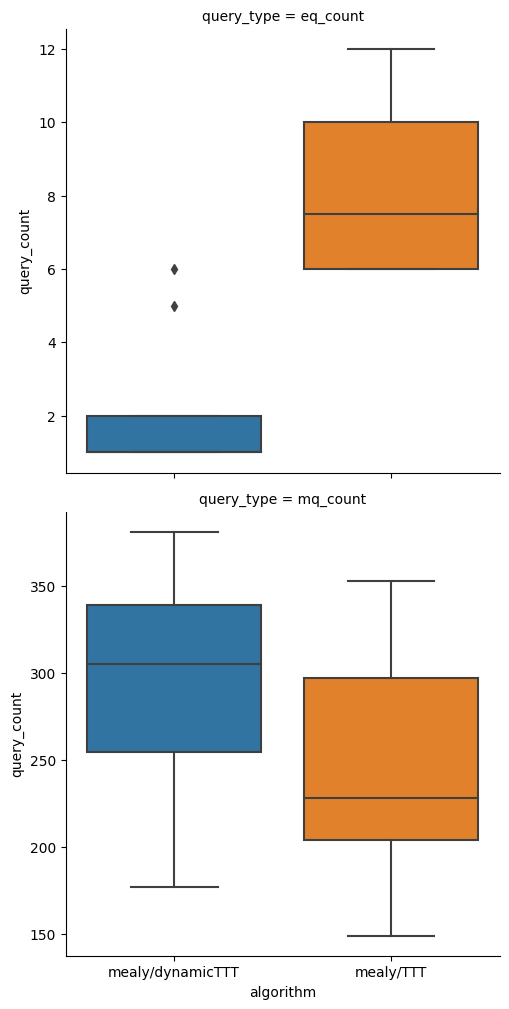 query_type = eq_count
12
10
8
6
4
2
query_count
query_type = mq_count
350
300
250
200
150
query_count
mealy/dynamicTTT
mealy/TTT
algorithm